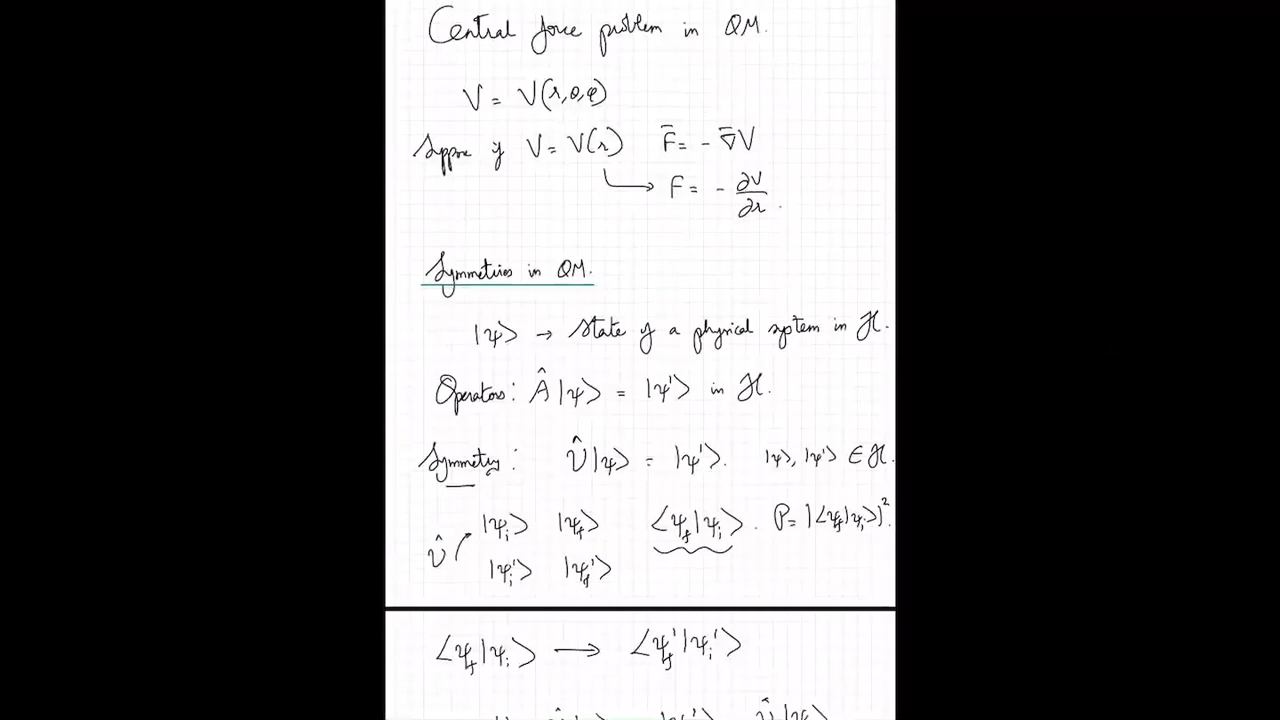 Central force problem in QM.
V = V(r,θ,φ)
Suppose if V = V(r) F̄ = - ∇̄V
F = - ∂V/∂r .
Symmetries in QM.
|ψ> → State of a physical system in ℋ.
Operators: Â|ψ> = |ψ'> in ℋ.
Symmetry: Û|ψ> = |ψ'>. |ψ>, |ψ'> ∈ ℋ.
|ψᵢ> |ψ_f> <ψ_f|ψᵢ>. P = |<ψ_f|ψᵢ>|².
Û |ψᵢ'> |ψ_f'>
<ψ_f|ψᵢ> → <ψ_f'|ψᵢ'>